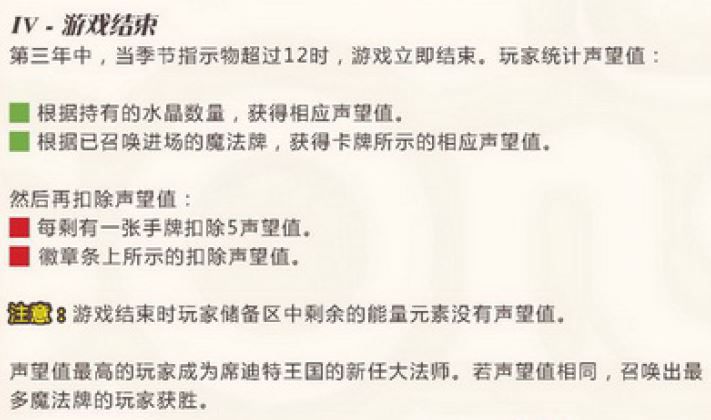 IV - 游戏结束
第三年中，当季节指示物超过12时，游戏立即结束。玩家统计声望值：
根据持有的水晶数量，获得相应声望值。
根据已召唤进场的魔法牌，获得卡牌所示的相应声望值。
然后再扣除声望值：
每剩有一张手牌扣除5声望值。
徽章条上所示的扣除声望值。
注意：游戏结束时玩家储备区中剩余的能量元素没有声望值。
声望值最高的玩家成为席迪特王国的新任大法师。若声望值相同，召唤出最
多魔法牌的玩家获胜。